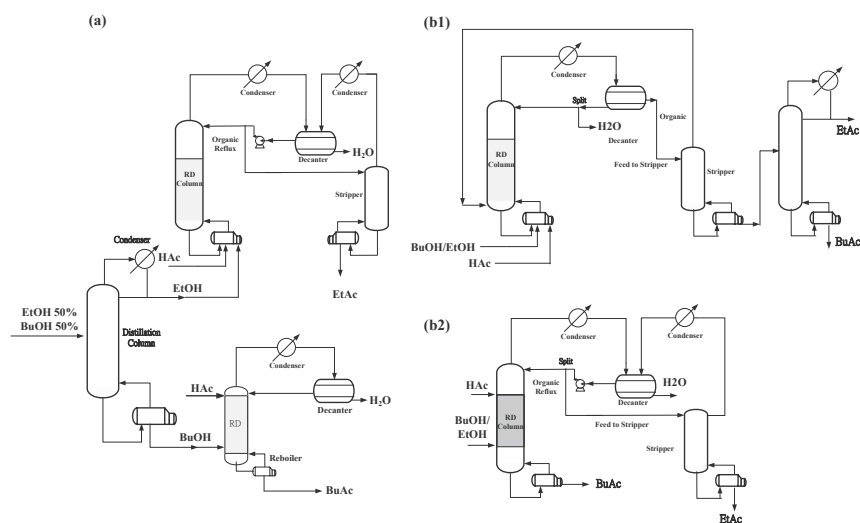 (a)
Condenser
Condenser
Organic
Reflux
Decanter
H₂O
RD
Column
Stripper
Condenser
HAc
EtOH
EtAc
EtOH 50%
BuOH 50%
Distillation
Column
Condenser
HAc
Decanter
H₂O
RD
BuOH
Reboiler
BuAc
(b1)
Condenser
Split
H2O
Decanter
Organic
RD
Column
Feed to Stripper
Stripper
EtAc
BuOH/EtOH
HAc
BuAc
(b2)
Condenser
Condenser
Split
Organic
Reflux
H2O
Decanter
HAc
BuOH/
EtOH
RD
Column
Feed to Stripper
Stripper
BuAc
EtAc